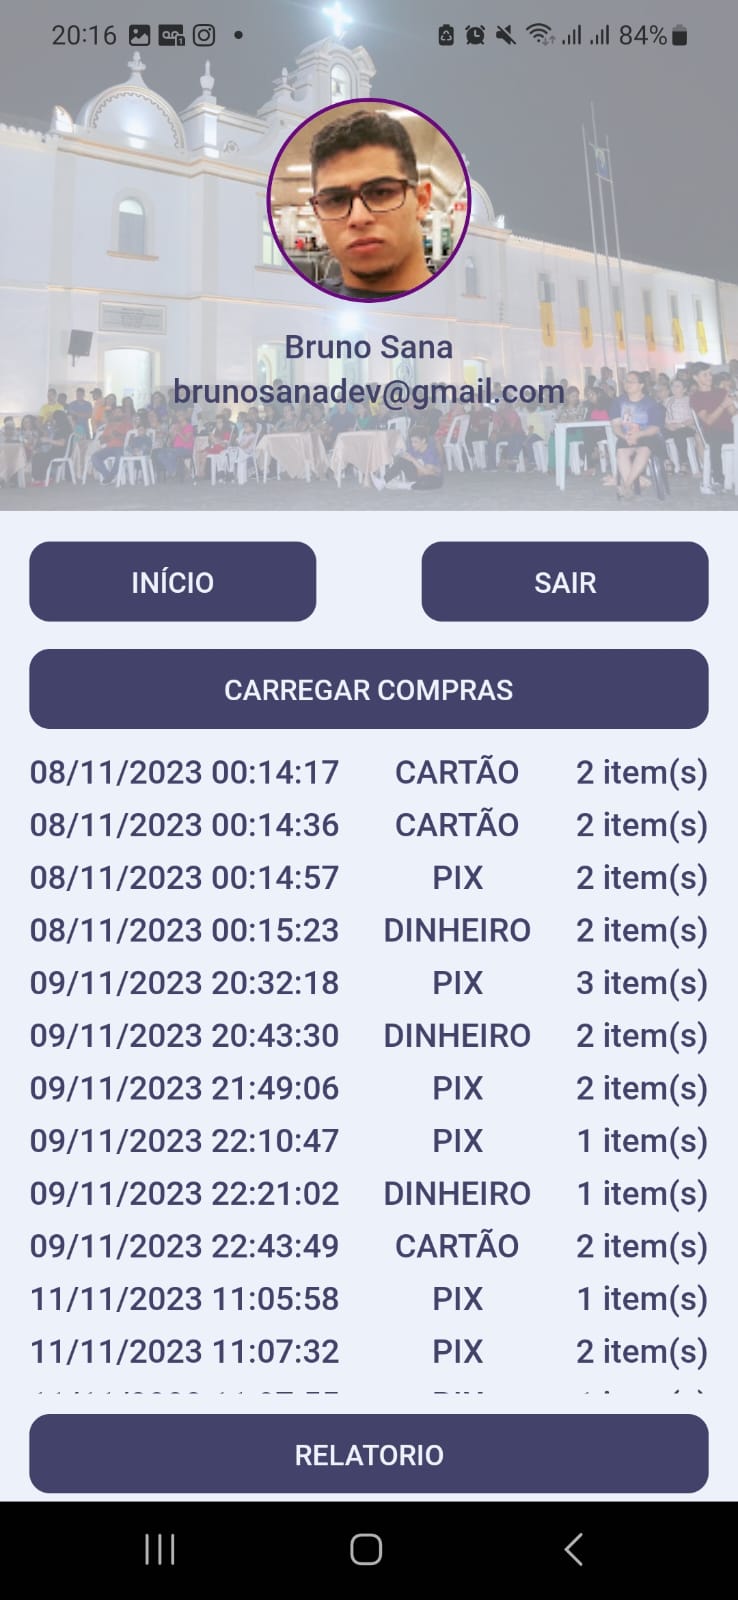 20:16 84%
Bruno Sana
brunosanadev@gmail.com
INÍCIO SAIR
CARREGAR COMPRAS
08/11/2023 00:14:17 CARTÃO 2 item(s)
08/11/2023 00:14:36 CARTÃO 2 item(s)
08/11/2023 00:14:57 PIX 2 item(s)
08/11/2023 00:15:23 DINHEIRO 2 item(s)
09/11/2023 20:32:18 PIX 3 item(s)
09/11/2023 20:43:30 DINHEIRO 2 item(s)
09/11/2023 21:49:06 PIX 2 item(s)
09/11/2023 22:10:47 PIX 1 item(s)
09/11/2023 22:21:02 DINHEIRO 1 item(s)
09/11/2023 22:43:49 CARTÃO 2 item(s)
11/11/2023 11:05:58 PIX 1 item(s)
11/11/2023 11:07:32 PIX 2 item(s)
RELATORIO